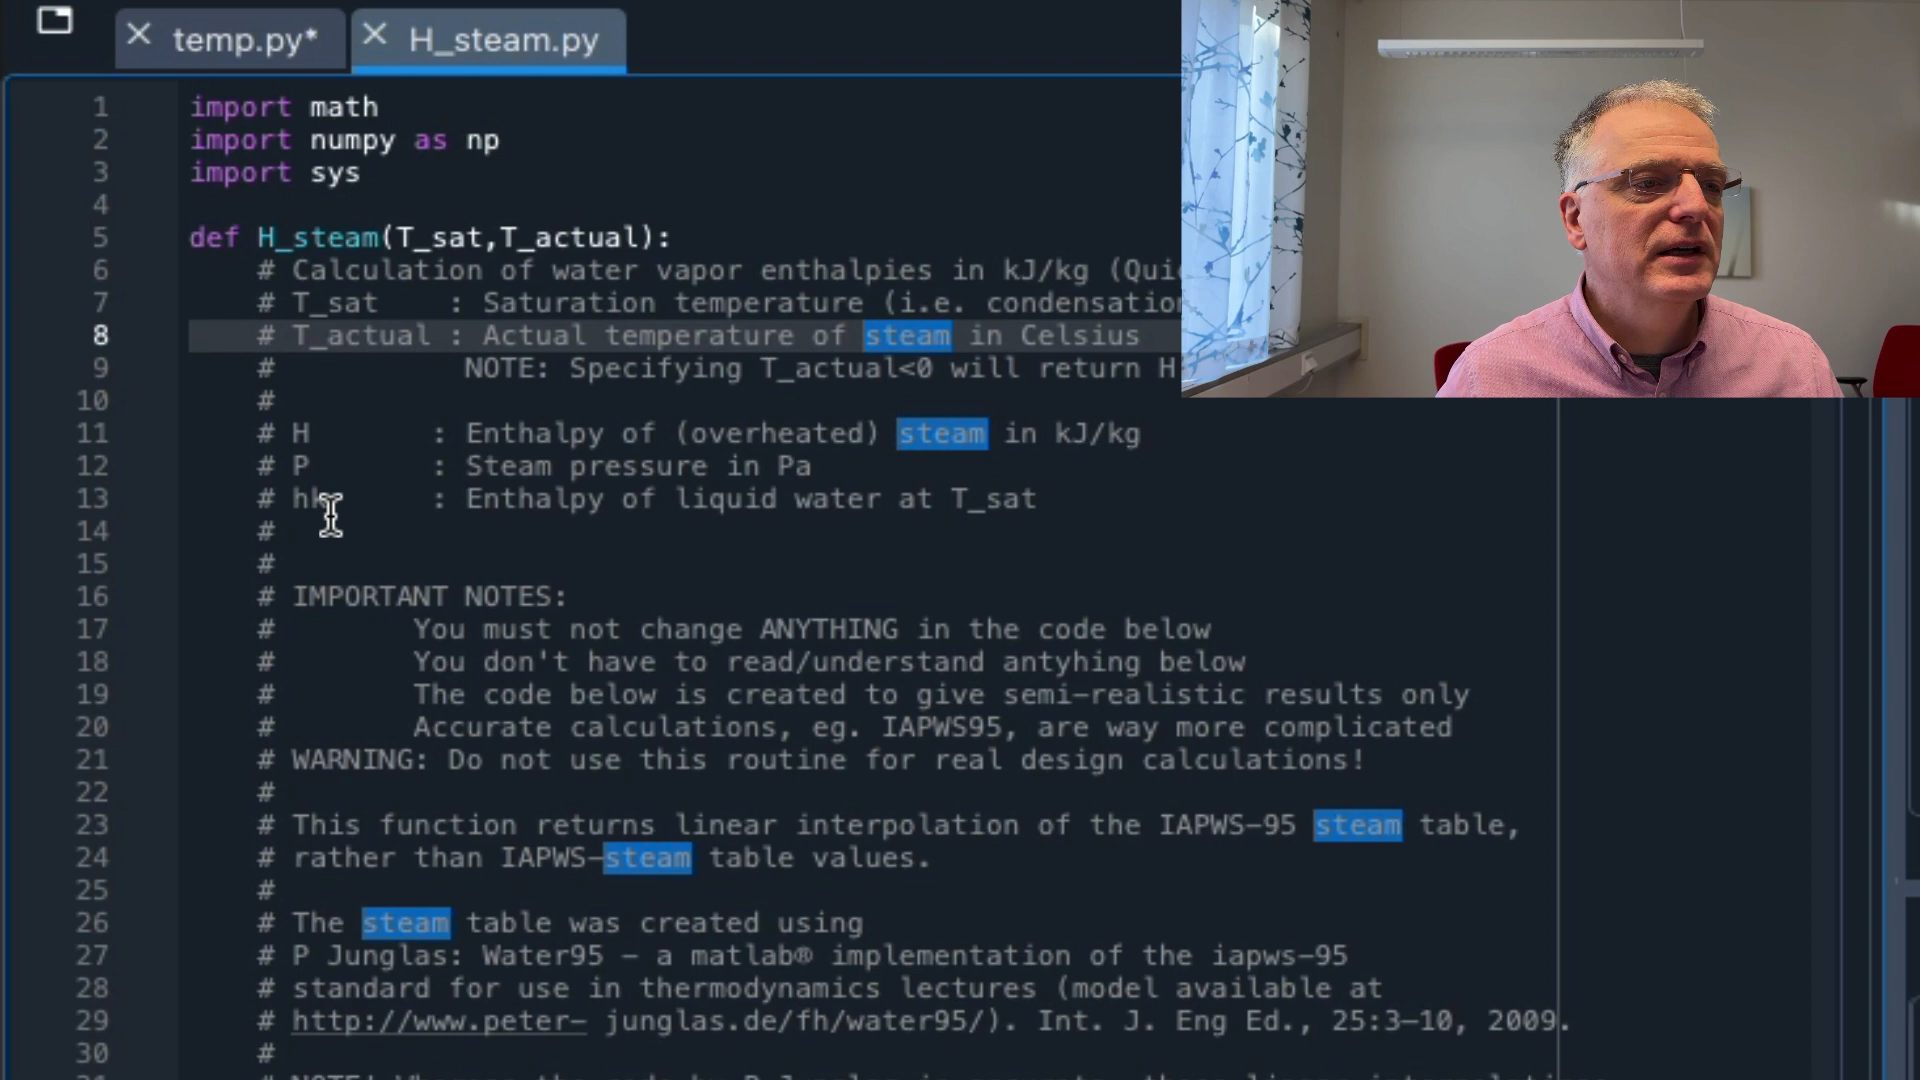 temp.py*
H_steam.py
1 import math
2 import numpy as np
3 import sys
4
5 def H_steam(T_sat,T_actual):
6 # Calculation of water vapor enthalpies in kJ/kg
7 # T_sat : Saturation temperature (i.e.
8 # T_actual : Actual temperature of steam in Celsius
9 # NOTE: Specifying T_actual<0 will return H
10 #
11 # H : Enthalpy of (overheated) steam in kJ/kg
12 # P : Steam pressure in Pa
13 # : Enthalpy of liquid water at T_sat
14 #
15 #
16 # IMPORTANT NOTES:
17 # You must not change ANYTHING in the code below
18 # You don't have to read/understand antyhing below
19 # The code below is created to give semi-realistic results only
20 # Accurate calculations, eg. IAPWS95, are way more complicated
21 # WARNING: Do not use this routine for real design calculations!
22 #
23 # This function returns linear interpolation of the IAPWS-95 steam table,
24 # rather than IAPWS-steam table values.
25 #
26 # The steam table was created using
27 # P Junglas: Water95 – a matlab® implementation of the iapws-95
28 # standard for use in thermodynamics lectures (model available at
29 # http://www.peter- junglas.de/fh/water95/). Int. J. Eng Ed., 25:3–10, 2009.
30 #